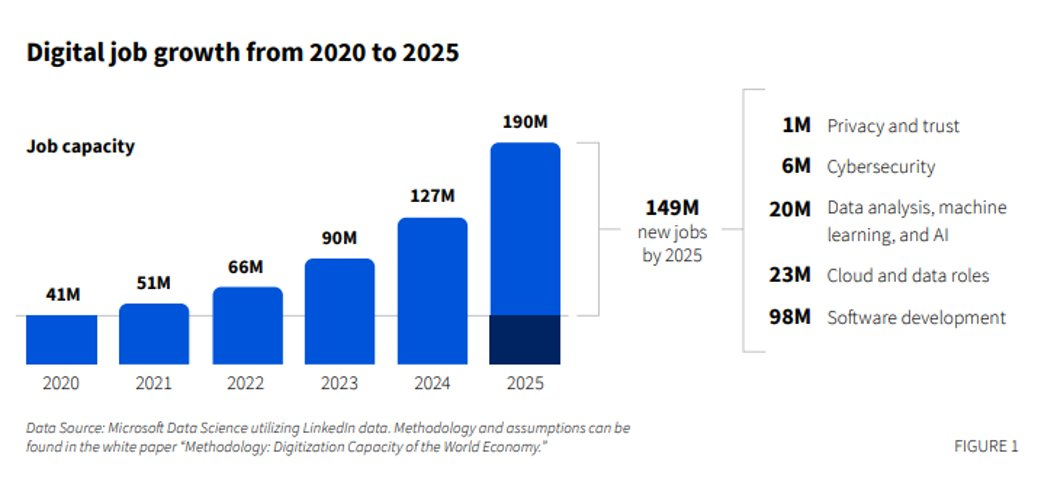 Digital job growth from 2020 to 2025
Job capacity
41M
51M
66M
90M
127M
190M
2020
2021
2022
2023
2024
2025
149M
new jobs
by 2025
1M Privacy and trust
6M Cybersecurity
20M Data analysis, machine
learning, and AI
23M Cloud and data roles
98M Software development
Data Source: Microsoft Data Science utilizing LinkedIn data. Methodology and assumptions can be
found in the white paper “Methodology: Digitization Capacity of the World Economy.”
FIGURE 1